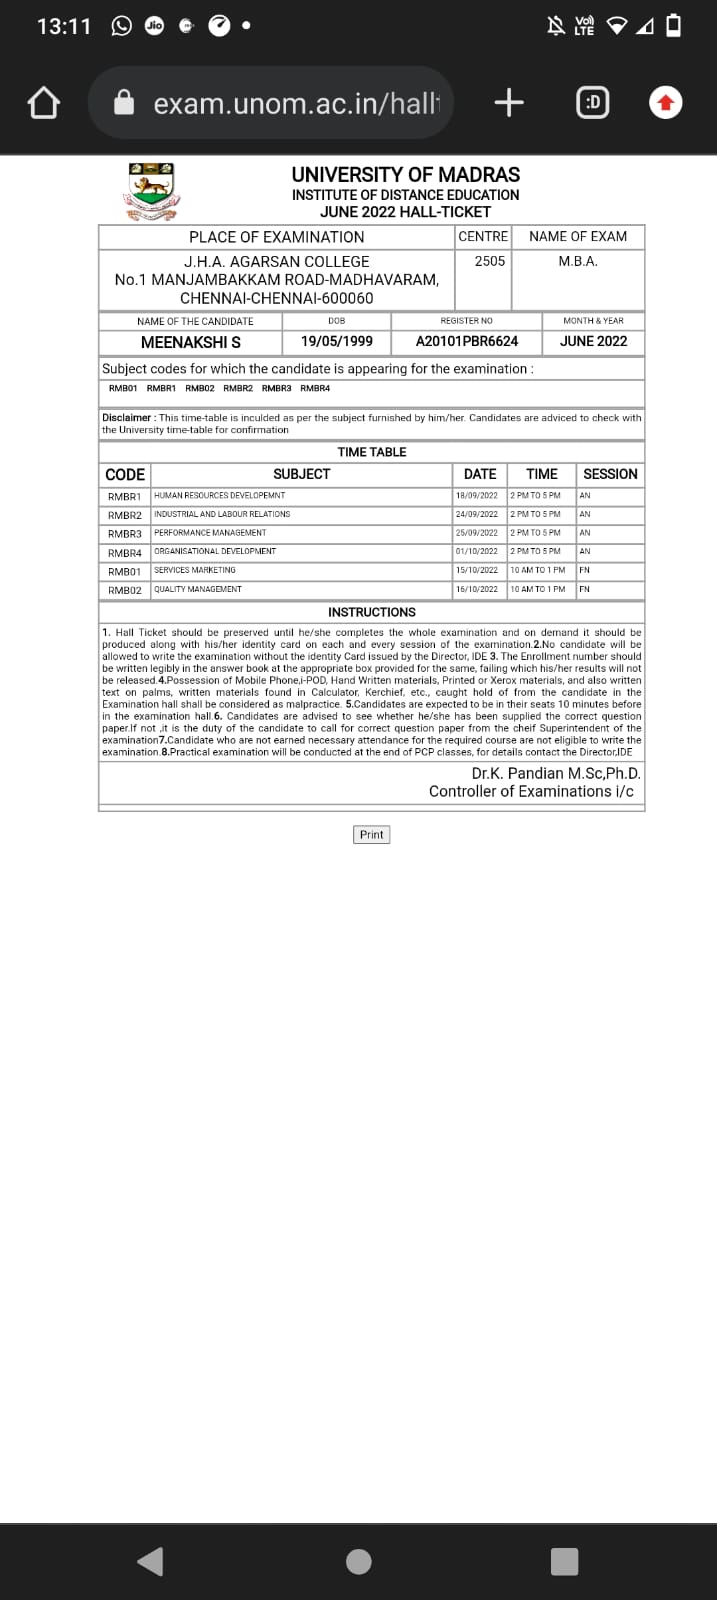 13:11
Jio
Vo))
LTE
exam.unom.ac.in/hallt
:D
UNIVERSITY OF MADRAS
INSTITUTE OF DISTANCE EDUCATION
JUNE 2022 HALL-TICKET
PLACE OF EXAMINATION CENTRE NAME OF EXAM
J.H.A. AGARSAN COLLEGE 2505 M.B.A.
No.1 MANJAMBAKKAM ROAD-MADHAVARAM,
CHENNAI-CHENNAI-600060
NAME OF THE CANDIDATE DOB REGISTER NO MONTH & YEAR
MEENAKSHI S 19/05/1999 A20101PBR6624 JUNE 2022
Subject codes for which the candidate is appearing for the examination :
RMB01 RMBR1 RMB02 RMBR2 RMBR3 RMBR4
Disclaimer : This time-table is inculded as per the subject furnished by him/her. Candidates are adviced to check with
the University time-table for confirmation
TIME TABLE
CODE SUBJECT DATE TIME SESSION
RMBR1 HUMAN RESOURCES DEVELOPEMNT 18/09/2022 2 PM TO 5 PM AN
RMBR2 INDUSTRIAL AND LABOUR RELATIONS 24/09/2022 2 PM TO 5 PM AN
RMBR3 PERFORMANCE MANAGEMENT 25/09/2022 2 PM TO 5 PM AN
RMBR4 ORGANISATIONAL DEVELOPMENT 01/10/2022 2 PM TO 5 PM AN
RMB01 SERVICES MARKETING 15/10/2022 10 AM TO 1 PM FN
RMB02 QUALITY MANAGEMENT 16/10/2022 10 AM TO 1 PM FN
INSTRUCTIONS
1. Hall Ticket should be preserved until he/she completes the whole examination and on demand it should be
produced along with his/her identity card on each and every session of the examination.2.No candidate will be
allowed to write the examination without the identity Card issued by the Director, IDE 3. The Enrollment number should
be written legibly in the answer book at the appropriate box provided for the same, failing which his/her results will not
be released.4.Possession of Mobile Phone,i-POD, Hand Written materials, Printed or Xerox materials, and also written
text on palms, written materials found in Calculator, Kerchief, etc., caught hold of from the candidate in the
Examination hall shall be considered as malpractice. 5.Candidates are expected to be in their seats 10 minutes before
in the examination hall.6. Candidates are advised to see whether he/she has been supplied the correct question
paper.If not ,it is the duty of the candidate to call for correct question paper from the cheif Superintendent of the
examination7.Candidate who are not earned necessary attendance for the required course are not eligible to write the
examination.8.Practical examination will be conducted at the end of PCP classes, for details contact the Director,IDE
Dr.K. Pandian M.Sc,Ph.D.
Controller of Examinations i/c
Print